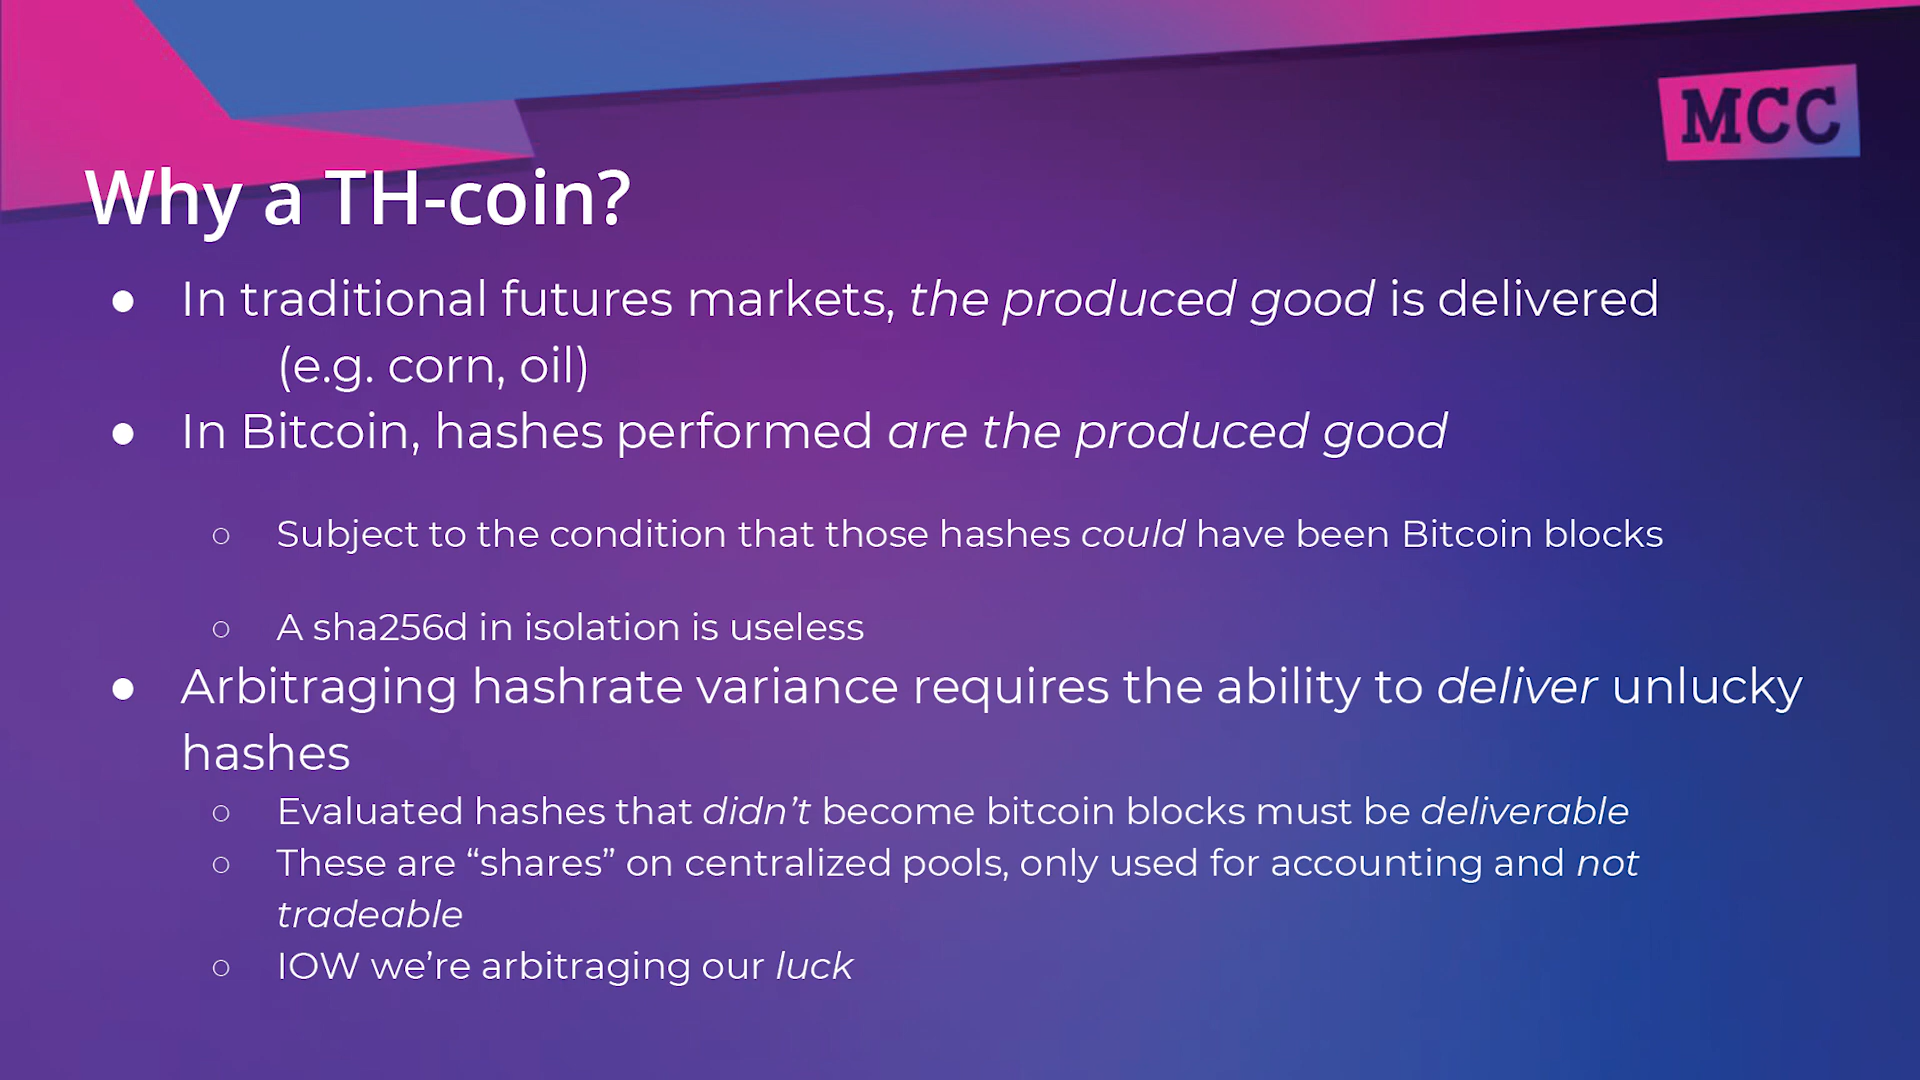 MCC
Why a TH-coin?
● In traditional futures markets, the produced good is delivered
(e.g. corn, oil)
● In Bitcoin, hashes performed are the produced good
○ Subject to the condition that those hashes could have been Bitcoin blocks
○ A sha256d in isolation is useless
● Arbitraging hashrate variance requires the ability to deliver unlucky
hashes
○ Evaluated hashes that didn’t become bitcoin blocks must be deliverable
○ These are “shares” on centralized pools, only used for accounting and not
tradeable
○ IOW we’re arbitraging our luck